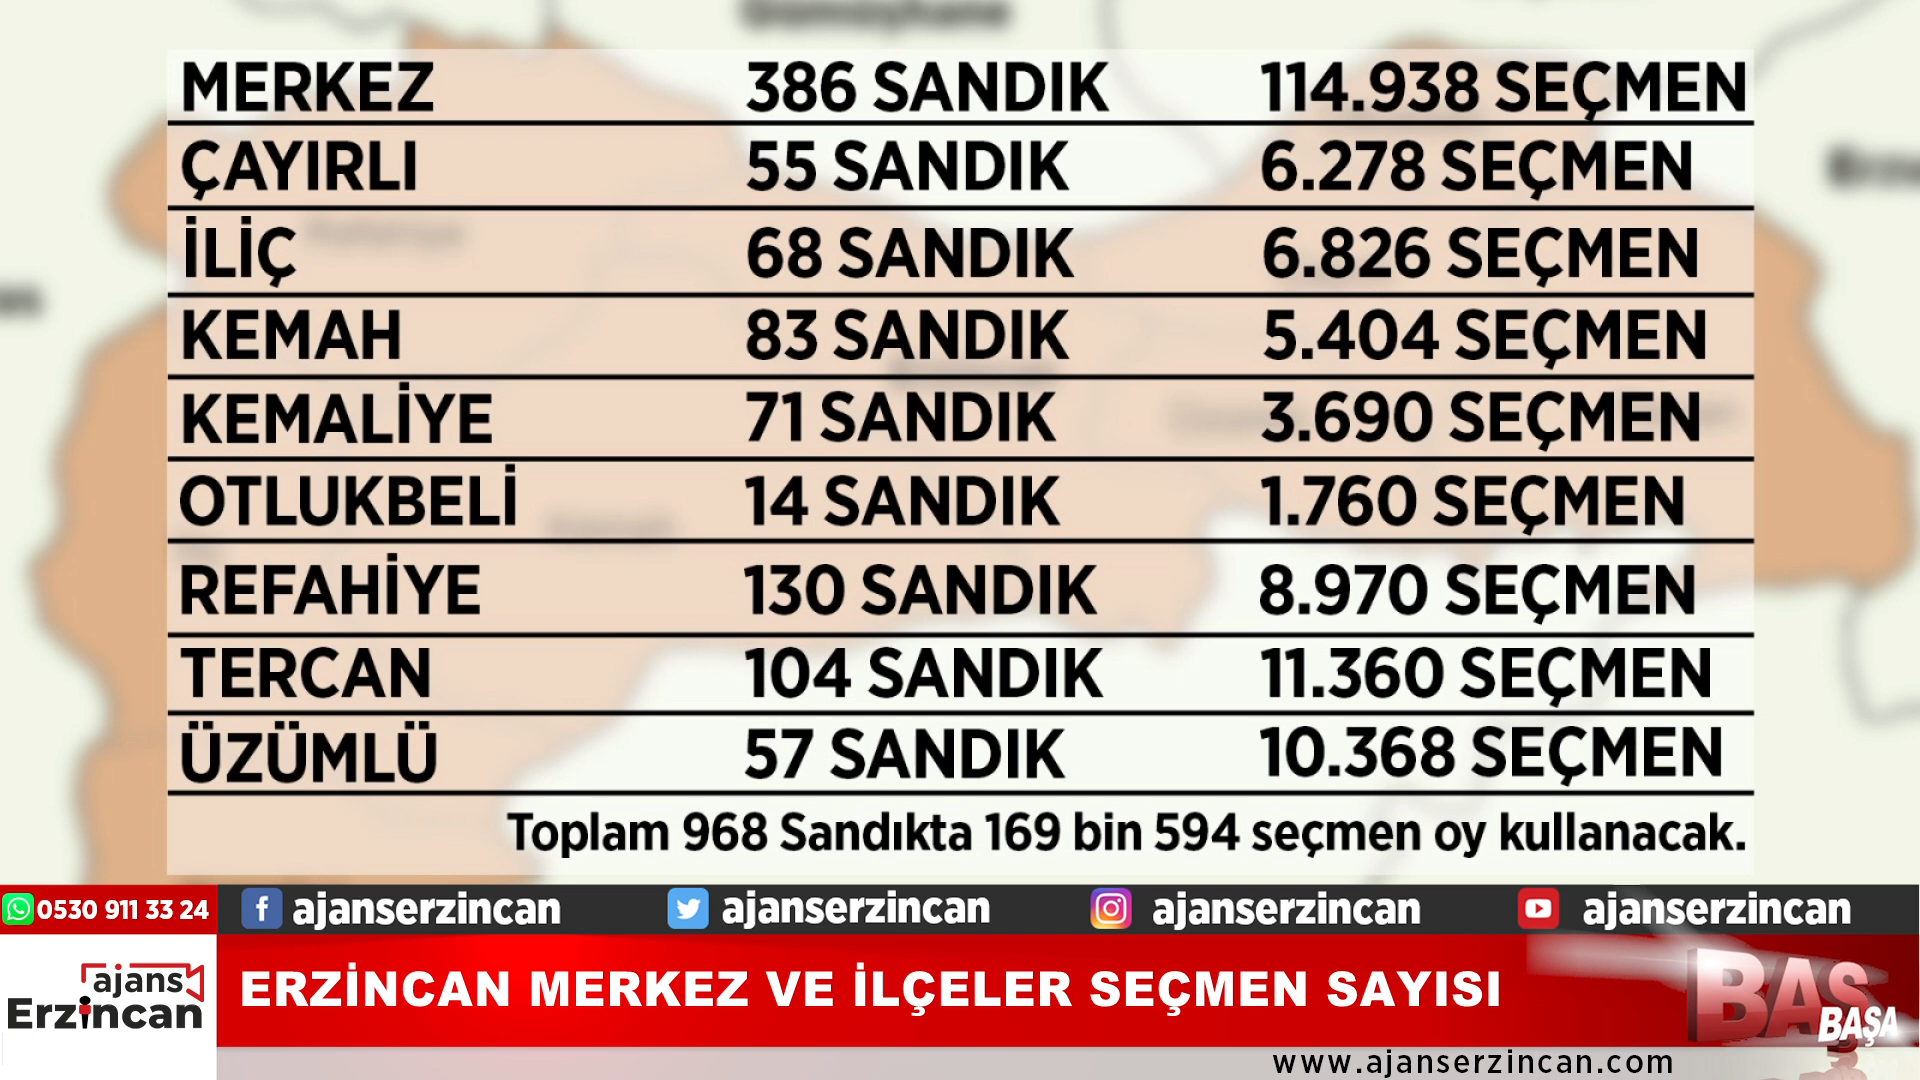 Gümüşhane
MERKEZ 386 SANDIK 114.938 SEÇMEN
ÇAYIRLI 55 SANDIK 6.278 SEÇMEN
İLİÇ 68 SANDIK 6.826 SEÇMEN
KEMAH 83 SANDIK 5.404 SEÇMEN
KEMALİYE 71 SANDIK 3.690 SEÇMEN
OTLUKBELİ 14 SANDIK 1.760 SEÇMEN
REFAHİYE 130 SANDIK 8.970 SEÇMEN
TERCAN 104 SANDIK 11.360 SEÇMEN
ÜZÜMLÜ 57 SANDIK 10.368 SEÇMEN
Toplam 968 Sandıkta 169 bin 594 seçmen oy kullanacak.
0530 911 33 24 ajanserzincan ajanserzincan ajanserzincan ajanserzincan
ajans
Erzincan
ERZİNCAN MERKEZ VE İLÇELER SEÇMEN SAYISI
BAŞ
BAŞA
www.ajanserzincan.com